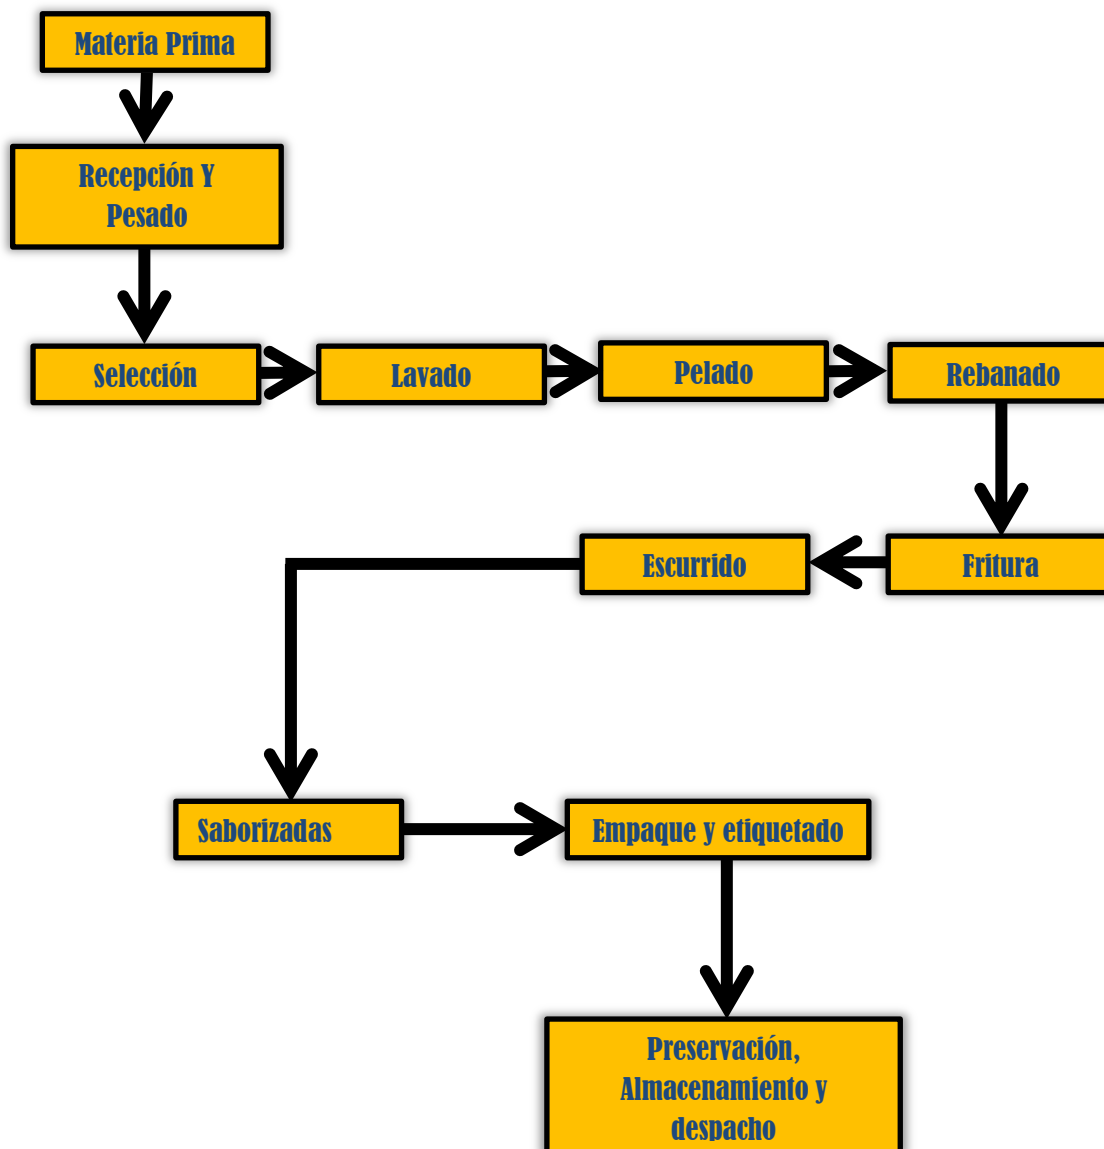 Materia Prima
Recepción Y
Pesado
Selección
Lavado
Pelado
Rebanado
Fritura
Escurrido
Saborizadas
Empaque y etiquetado
Preservación,
Almacenamiento y
despacho